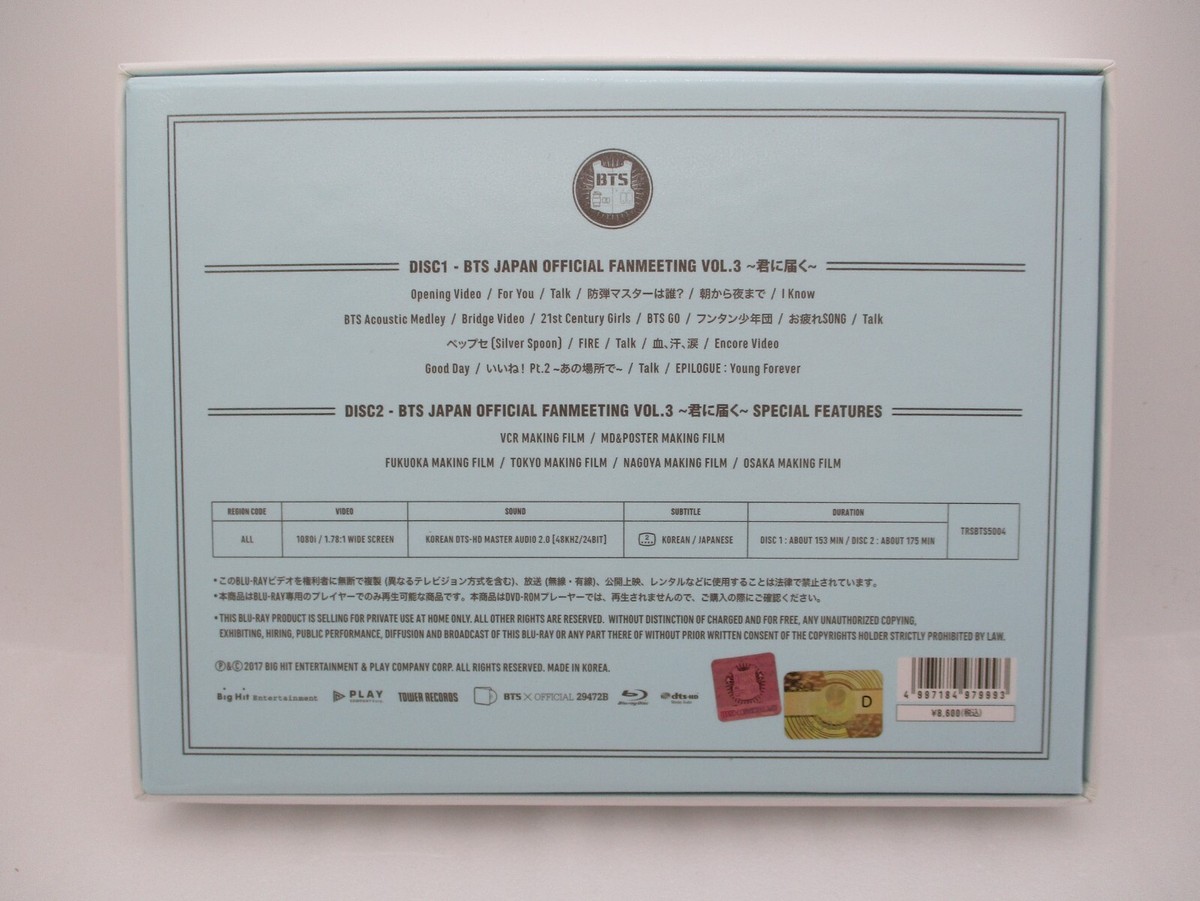 BTS
DISC1 - BTS JAPAN OFFICIAL FANMEETING VOL.3 ~君に届く~
Opening Video / For You / Talk / 防弾マスターは誰? / 朝から夜まで / I Know
BTS Acoustic Medley / Bridge Video / 21st Century Girls / BTS GO / フンタン少年団 / お疲れSONG / Talk
ペップセ (Silver Spoon) / FIRE / Talk / 血、汗、涙 / Encore Video
Good Day / いいね! Pt.2 ~あの場所で~ / Talk / EPILOGUE : Young Forever
DISC2 - BTS JAPAN OFFICIAL FANMEETING VOL.3 ~君に届く~ SPECIAL FEATURES
VCR MAKING FILM / MD&POSTER MAKING FILM
FUKUOKA MAKING FILM / TOKYO MAKING FILM / NAGOYA MAKING FILM / OSAKA MAKING FILM
REGION CODE VIDEO SOUND SUBTITLE DURATION TRSBTS5004
ALL 1080i / 1.78:1 WIDE SCREEN KOREAN DTS-HD MASTER AUDIO 2.0 [48KHZ/24BIT] 2 KOREAN / JAPANESE DISC 1 : ABOUT 153 MIN / DISC 2 : ABOUT 175 MIN
•このBLU-RAYビデオを権利者に無断で複製 (異なるテレビジョン方式を含む)、放送 (無線・有線)、公開上映、レンタルなどに使用することは法律で禁止されています。
•本商品はBLU-RAY専用のプレイヤーでのみ再生可能な商品です。本商品はDVD-ROMプレーヤーでは、再生されませんので、ご購入の際にご確認ください。
•THIS BLU-RAY PRODUCT IS SELLING FOR PRIVATE USE AT HOME ONLY. ALL OTHER RIGHTS ARE RESERVED. WITHOUT DISTINCTION OF CHARGED AND FOR FREE, ANY UNAUTHORIZED COPYING,
EXHIBITING, HIRING, PUBLIC PERFORMANCE, DIFFUSION AND BROADCAST OF THIS BLU-RAY OR ANY PART THERE OF WITHOUT PRIOR WRITTEN CONSENT OF THE COPYRIGHTS HOLDER STRICTLY PROHIBITED BY LAW.
Ⓟ&Ⓒ2017 BIG HIT ENTERTAINMENT & PLAY COMPANY CORP. ALL RIGHTS RESERVED. MADE IN KOREA.
Big Hit Entertainment PLAY TOWER RECORDS BTS × OFFICIAL 29472B Blu-ray Disc dts
D
4 997184 979993
¥8,600(税込)